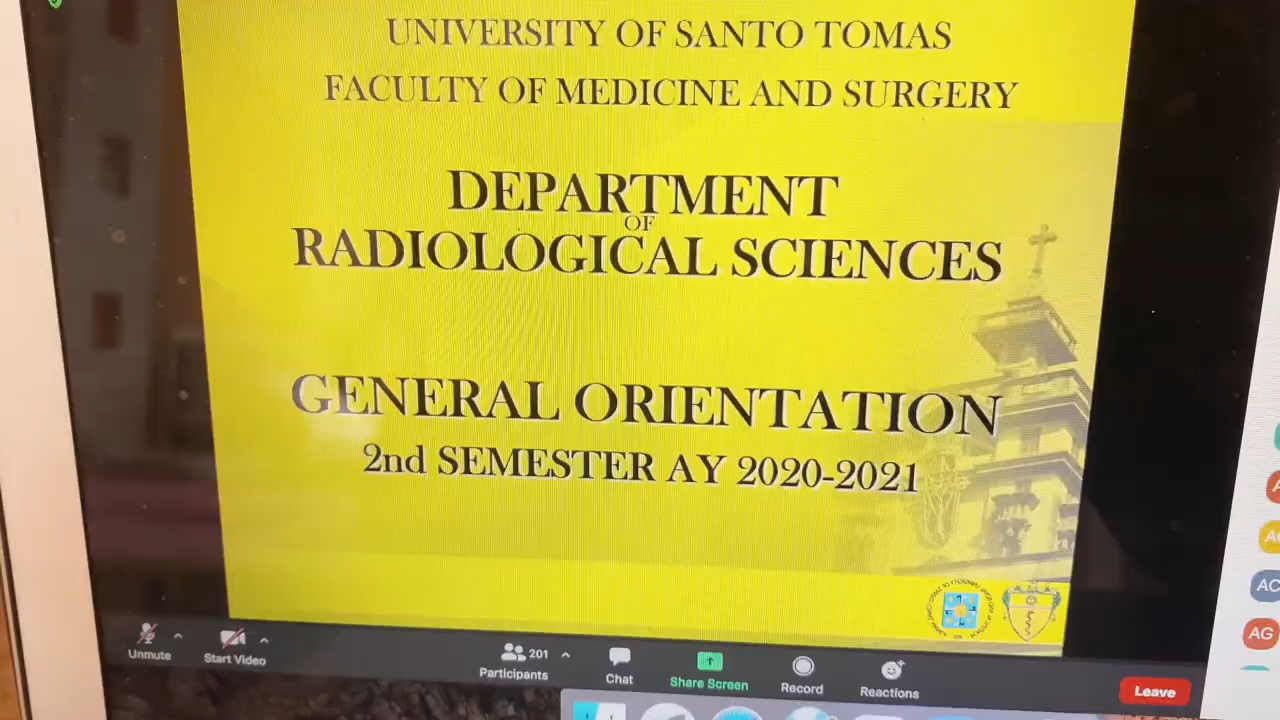 UNIVERSITY OF SANTO TOMAS
FACULTY OF MEDICINE AND SURGERY
DEPARTMENT
OF
RADIOLOGICAL SCIENCES
GENERAL ORIENTATION
2nd SEMESTER AY 2020-2021
AC
AG
Unmute
Start Video
201
Participants
Chat
Share Screen
Record
Reactions
Leave